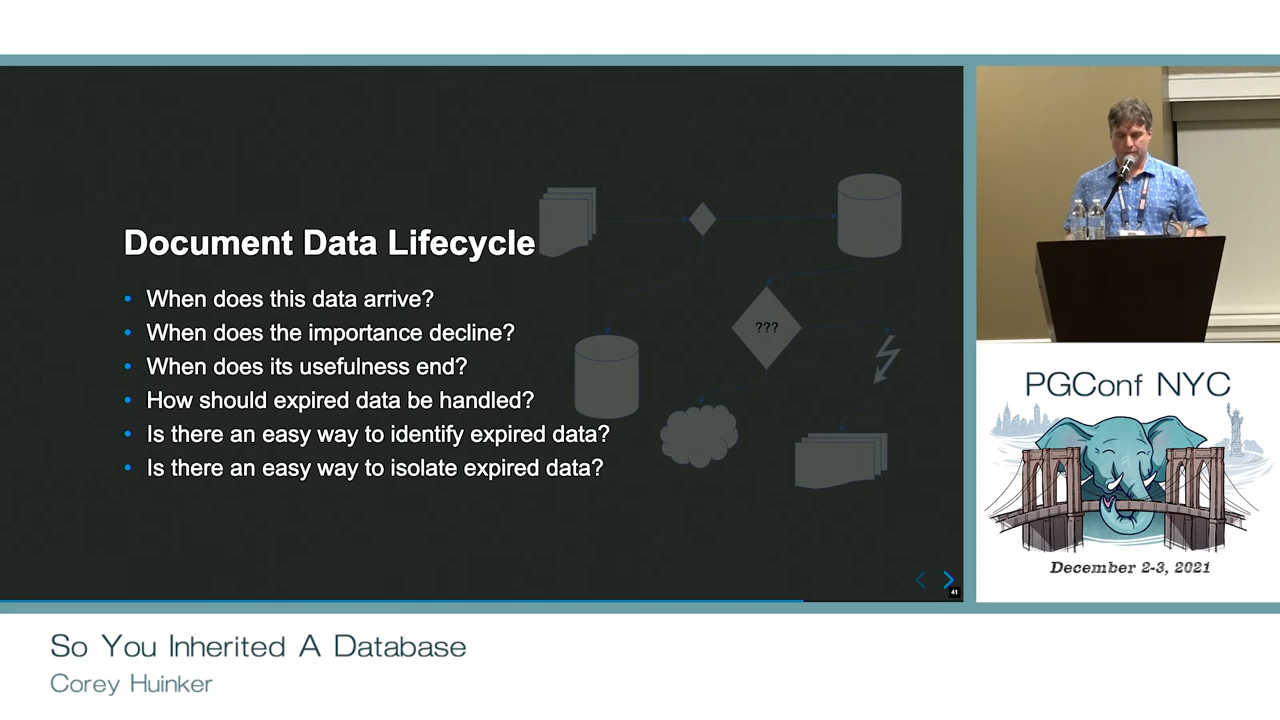 Document Data Lifecycle
• When does this data arrive?
• When does the importance decline?
• When does its usefulness end?
• How should expired data be handled?
• Is there an easy way to identify expired data?
• Is there an easy way to isolate expired data?
???
41
PGConf NYC
December 2-3, 2021
So You Inherited A Database
Corey Huinker